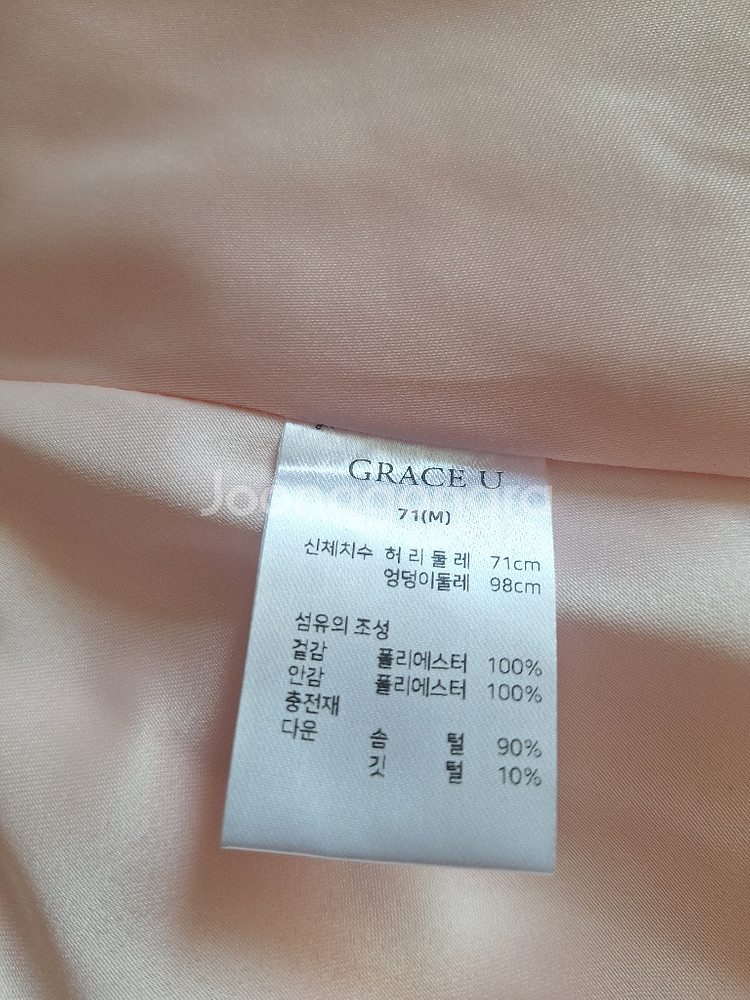 GRACE U
71(M)
신체치수 허 리 둘 레 71cm
엉덩이둘레 98cm
섬유의 조성
겉감 폴리에스터 100%
안감 폴리에스터 100%
충전재
다운 솜 털 90%
깃 털 10%